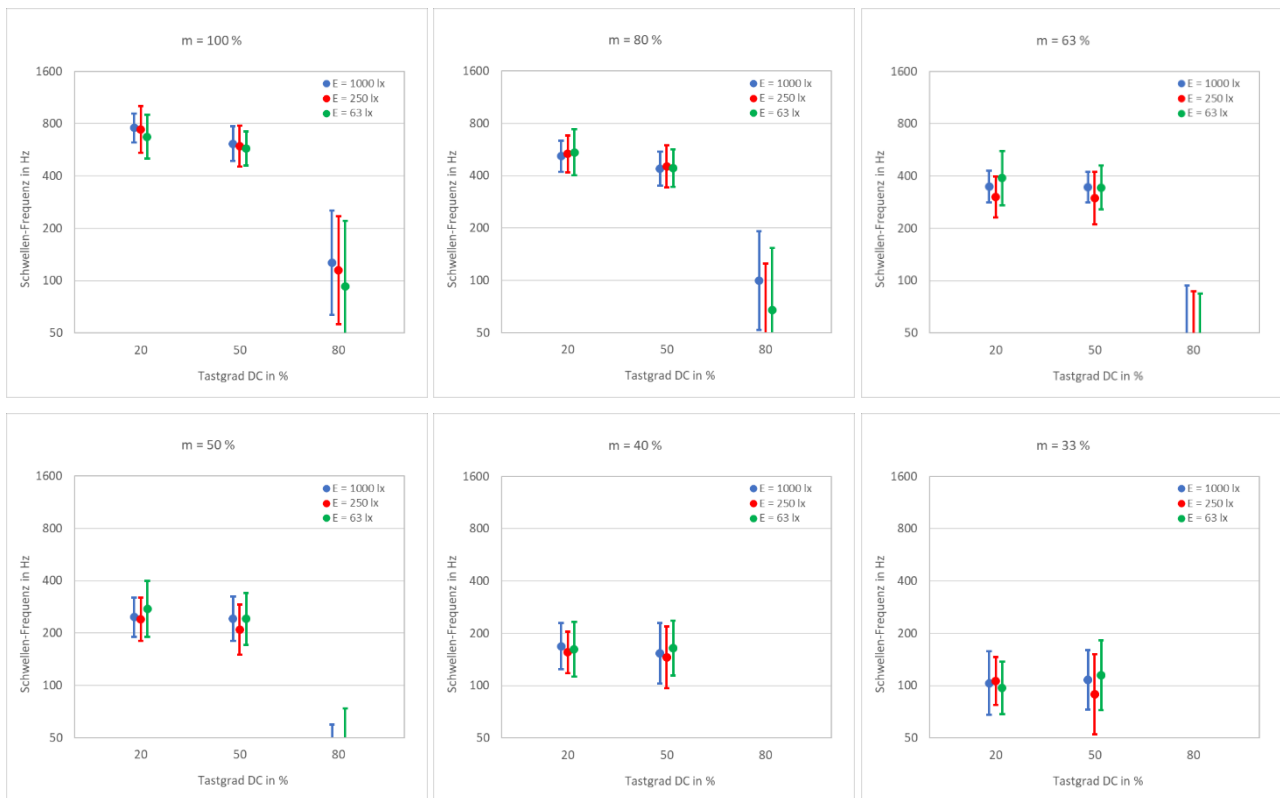 m = 100 %
1600
800
400
200
100
50
Schwellen-Frequenz in Hz
E = 1000 lx
E = 250 lx
E = 63 lx
20 50 80
Tastgrad DC in %
m = 80 %
1600
800
400
200
100
50
Schwellen-Frequenz in Hz
E = 1000 lx
E = 250 lx
E = 63 lx
20 50 80
Tastgrad DC in %
m = 63 %
1600
800
400
200
100
50
Schwellen-Frequenz in Hz
E = 1000 lx
E = 250 lx
E = 63 lx
20 50 80
Tastgrad DC in %
m = 50 %
1600
800
400
200
100
50
Schwellen-Frequenz in Hz
E = 1000 lx
E = 250 lx
E = 63 lx
20 50 80
Tastgrad DC in %
m = 40 %
1600
800
400
200
100
50
Schwellen-Frequenz in Hz
E = 1000 lx
E = 250 lx
E = 63 lx
20 50 80
Tastgrad DC in %
m = 33 %
1600
800
400
200
100
50
Schwellen-Frequenz in Hz
E = 1000 lx
E = 250 lx
E = 63 lx
20 50 80
Tastgrad DC in %